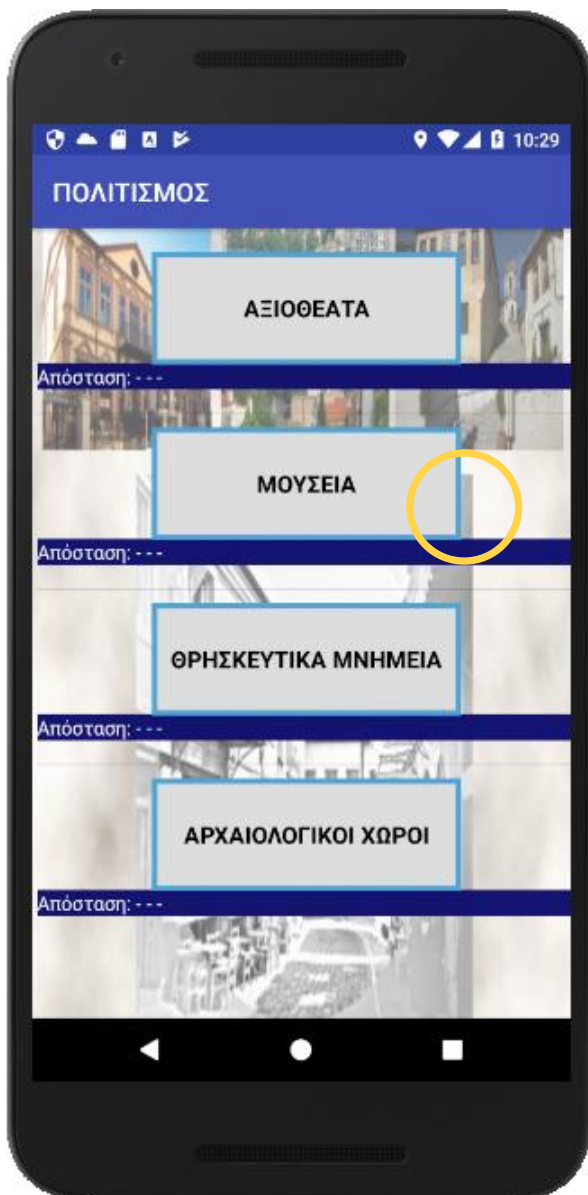 10:29
ΠΟΛΙΤΙΣΜΟΣ
ΑΞΙΟΘΕΑΤΑ
Απόσταση: - - -
ΜΟΥΣΕΙΑ
Απόσταση: - - -
ΘΡΗΣΚΕΥΤΙΚΑ ΜΝΗΜΕΙΑ
Απόσταση: - - -
ΑΡΧΑΙΟΛΟΓΙΚΟΙ ΧΩΡΟΙ
Απόσταση: - - -